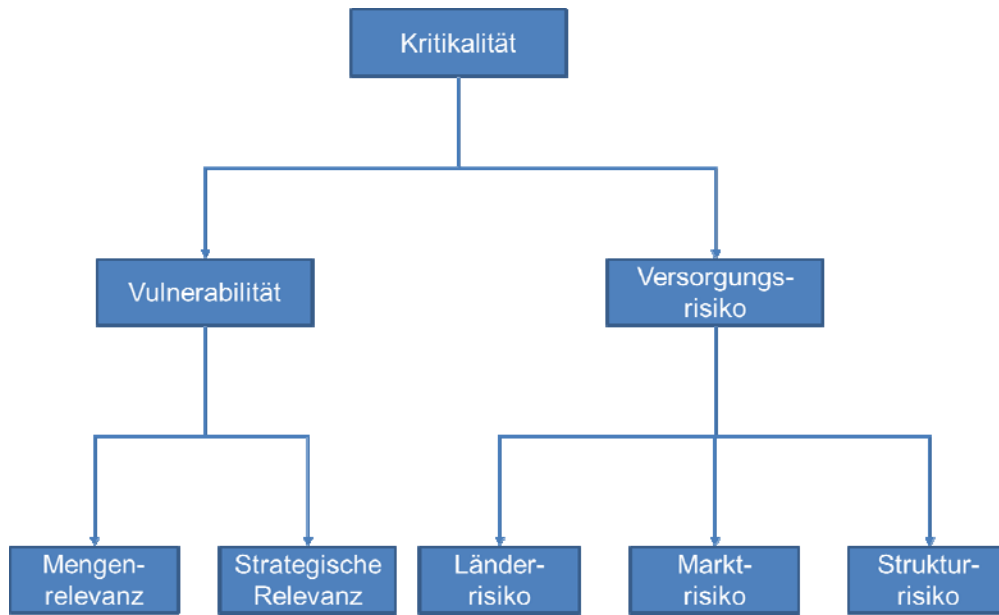 Kritikalität
Vulnerabilität
Versorgungs-
risiko
Mengen-
relevanz
Strategische
Relevanz
Länder-
risiko
Markt-
risiko
Struktur-
risiko